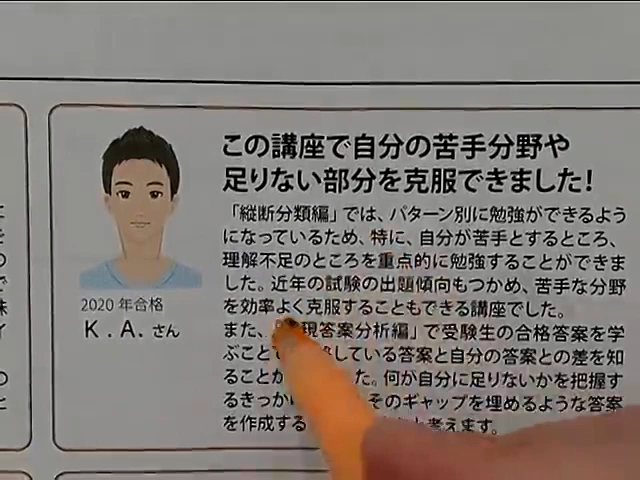 この講座で自分の苦手分野や
足りない部分を克服できました！
「縦断分類編」では、パターン別に勉強ができるよう
になっているため、特に、自分が苦手とするところ、
理解不足のところを重点的に勉強することができま
した。近年の試験の出題傾向もつかめ、苦手な分野
を効率よく克服することもできる講座でした。
また、現答案分析編」で受験生の合格答案を学
ぶこと している答案と自分の答案との差を知
ることが た。何が自分に足りないかを把握す
るきっか そのギャップを埋めるような答案
を作成する と考えます。
2020 年合格
K．A．さん